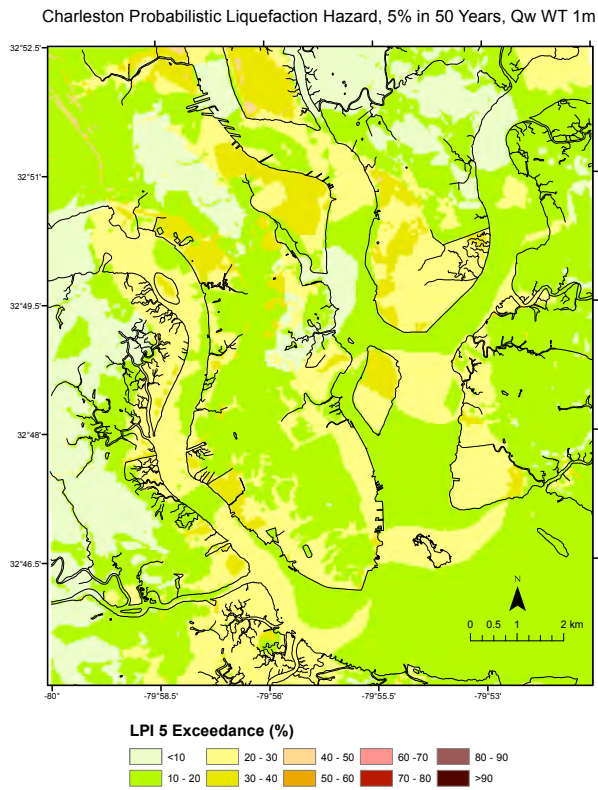 Charleston Probabilistic Liquefaction Hazard, 5% in 50 Years, Qw WT 1m
32°52.5'
32°51'
32°49.5'
32°48'
32°46.5'
N
0 0.5 1 2 km
-80° -79°58.5' -79°56' -79°55.5' -79°53'
LPI 5 Exceedance (%)
<10 20 - 30 40 - 50 60 -70 80 - 90
10 - 20 30 - 40 50 - 60 70 - 80 >90